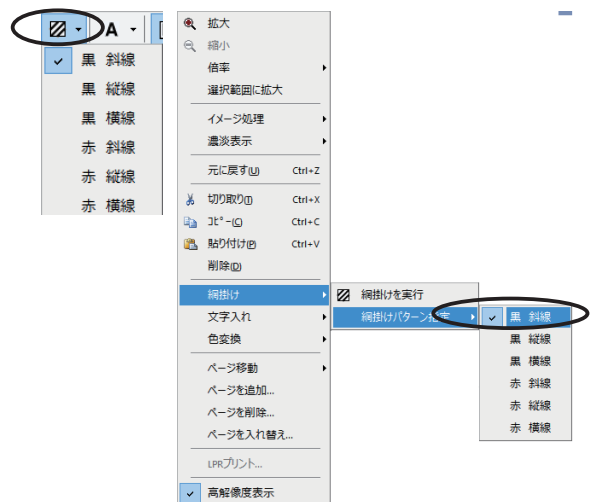 A
黒 斜線
黒 縦線
黒 横線
赤 斜線
赤 縦線
赤 横線
拡大
縮小
倍率
選択範囲に拡大
イメージ処理
濃淡表示
元に戻す(U) Ctrl+Z
切り取り(T) Ctrl+X
ｺﾋﾟｰ(C) Ctrl+C
貼り付け(P) Ctrl+V
削除(D)
網掛け
文字入れ
色変換
ページ移動
ページを追加...
ページを削除...
ページを入れ替え...
LPRプリント...
高解像度表示
網掛けを実行
網掛けパターン指定
黒 斜線
黒 縦線
黒 横線
赤 斜線
赤 縦線
赤 横線